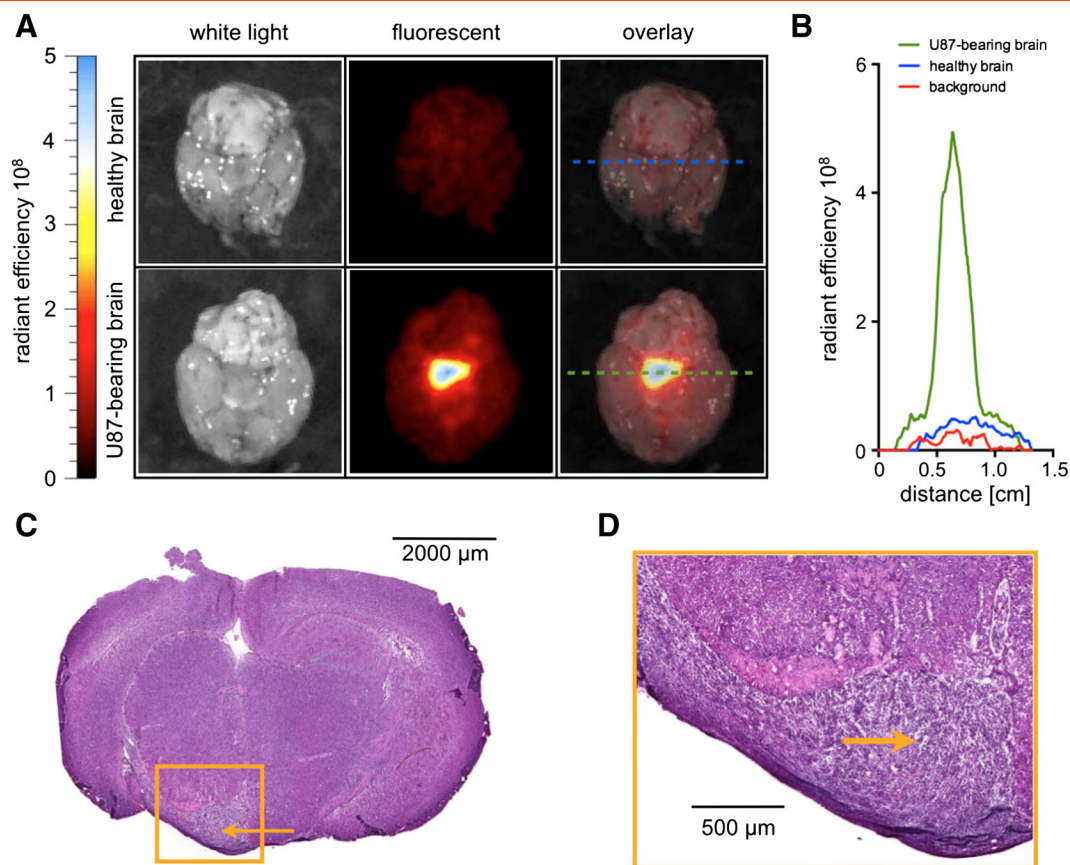 A
white light
fluorescent
overlay
5
4
3
2
1
0
radiant efficiency 10⁸
healthy brain
U87-bearing brain
B
U87-bearing brain
healthy brain
background
6
4
2
0
radiant efficiency 10⁸
0
0.5
1.0
1.5
distance [cm]
C
2000 µm
D
500 µm